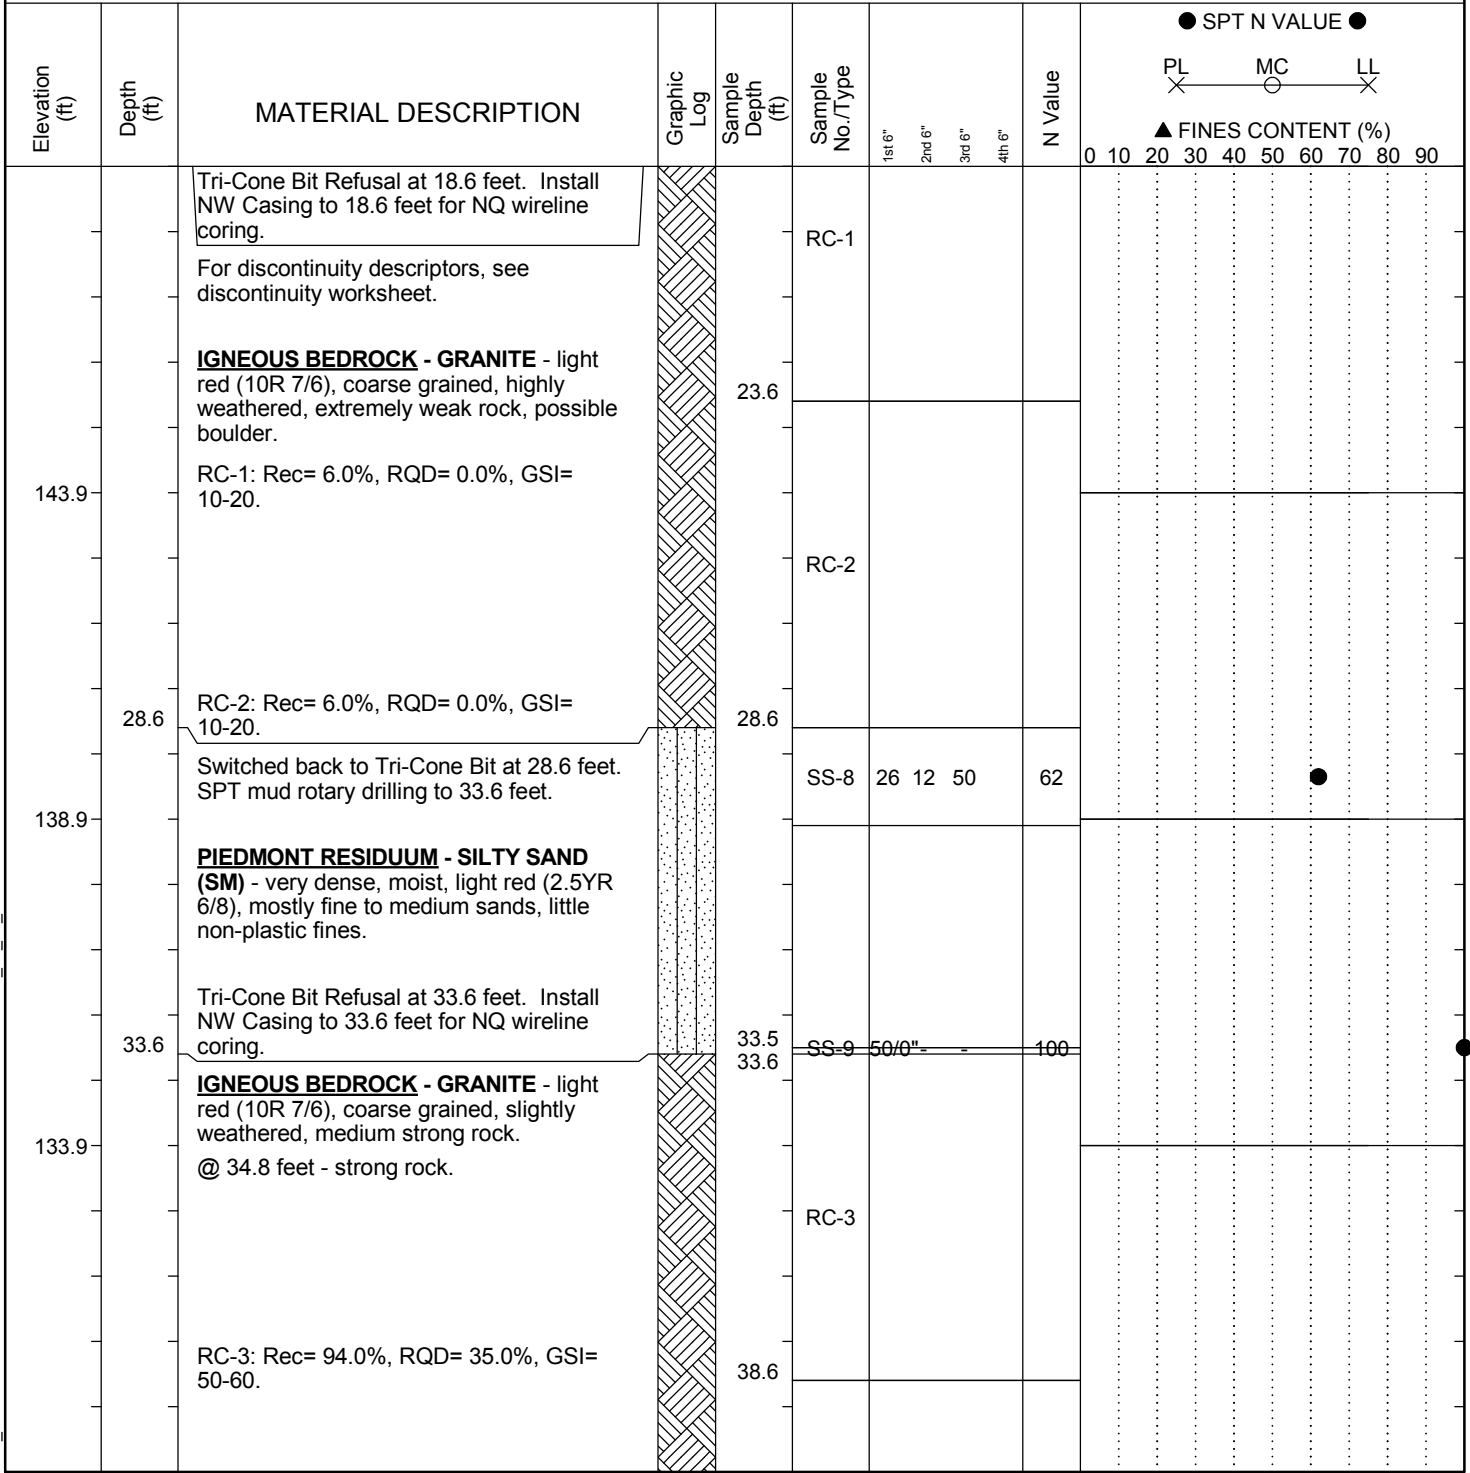 Elevation
(ft)
Depth
(ft)
MATERIAL DESCRIPTION
Graphic
Log
Sample
Depth
(ft)
Sample
No./Type
1st 6"
2nd 6"
3rd 6"
4th 6"
N Value
● SPT N VALUE ●
PL MC LL
▲ FINES CONTENT (%)
0 10 20 30 40 50 60 70 80 90
Tri-Cone Bit Refusal at 18.6 feet. Install
NW Casing to 18.6 feet for NQ wireline
coring.
RC-1
For discontinuity descriptors, see
discontinuity worksheet.
IGNEOUS BEDROCK - GRANITE - light
red (10R 7/6), coarse grained, highly
weathered, extremely weak rock, possible
boulder.
23.6
RC-1: Rec= 6.0%, RQD= 0.0%, GSI=
10-20.
143.9
RC-2
RC-2: Rec= 6.0%, RQD= 0.0%, GSI=
10-20.
28.6
28.6
Switched back to Tri-Cone Bit at 28.6 feet.
SPT mud rotary drilling to 33.6 feet.
SS-8 26 12 50 62
138.9
PIEDMONT RESIDUUM - SILTY SAND
(SM) - very dense, moist, light red (2.5YR
6/8), mostly fine to medium sands, little
non-plastic fines.
Tri-Cone Bit Refusal at 33.6 feet. Install
NW Casing to 33.6 feet for NQ wireline
coring.
33.6
33.5
33.6
SS-9 50/0" - - 100
IGNEOUS BEDROCK - GRANITE - light
red (10R 7/6), coarse grained, slightly
weathered, medium strong rock.
133.9
@ 34.8 feet - strong rock.
RC-3
RC-3: Rec= 94.0%, RQD= 35.0%, GSI=
50-60.
38.6